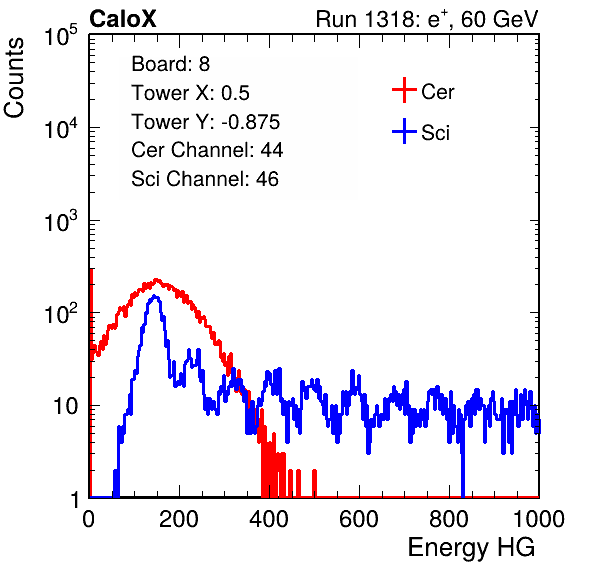 CaloX Run 1318: e⁺, 60 GeV
Counts
Board: 8
Tower X: 0.5
Tower Y: -0.875
Cer Channel: 44
Sci Channel: 46
Cer
Sci
10⁵
10⁴
10³
10²
10
1
0 200 400 600 800 1000
Energy HG